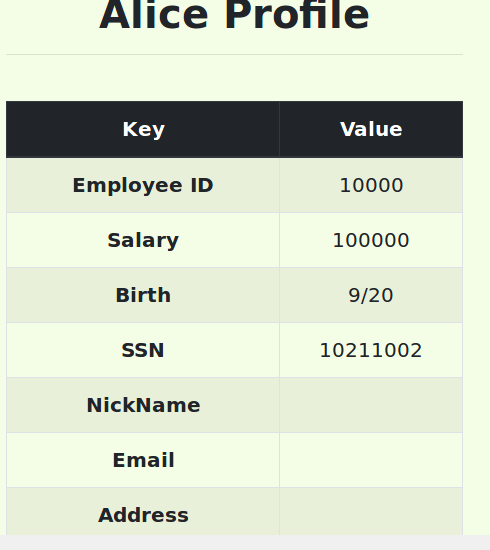 Alice Profile
Key Value
Employee ID 10000
Salary 100000
Birth 9/20
SSN 10211002
NickName
Email
Address